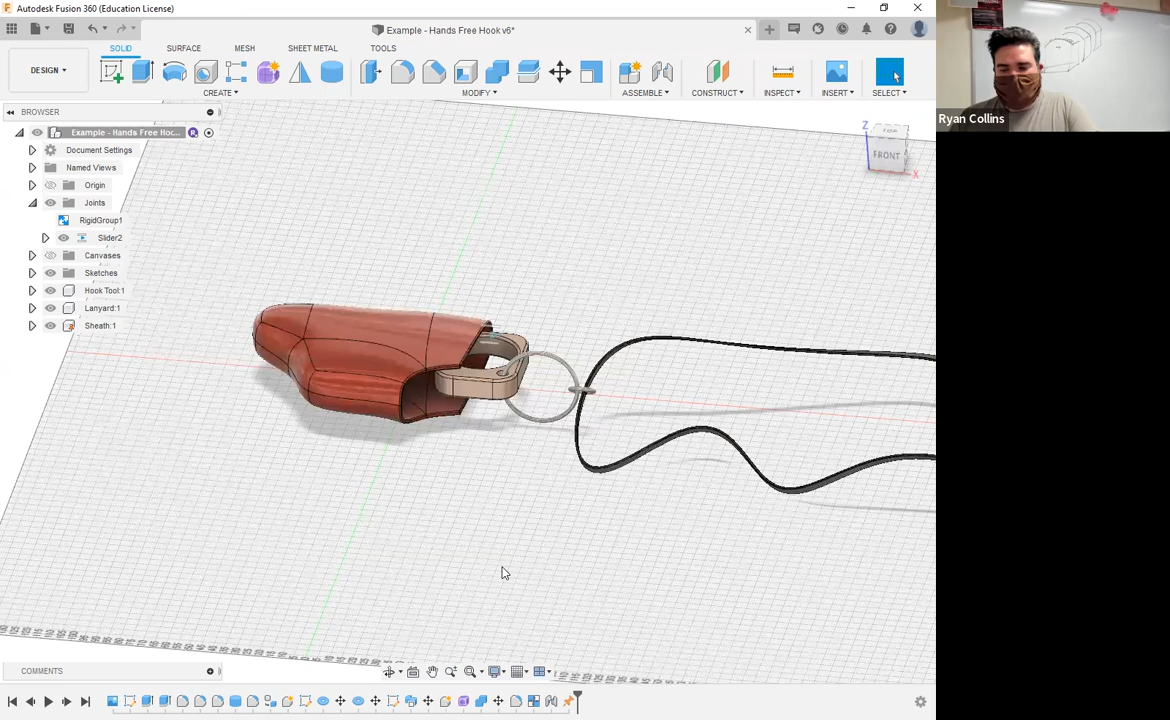 Autodesk Fusion 360 (Education License)
Example - Hands Free Hook v6*
SOLID SURFACE MESH SHEET METAL TOOLS
DESIGN
CREATE MODIFY ASSEMBLE CONSTRUCT INSPECT INSERT SELECT
BROWSER
Example - Hands Free Hoo...
Document Settings
Named Views
Origin
Joints
RigidGroup1
Slider2
Canvases
Sketches
Hook Tool:1
Lanyard:1
Sheath:1
Z
TOP
FRONT
X
Ryan Collins
COMMENTS